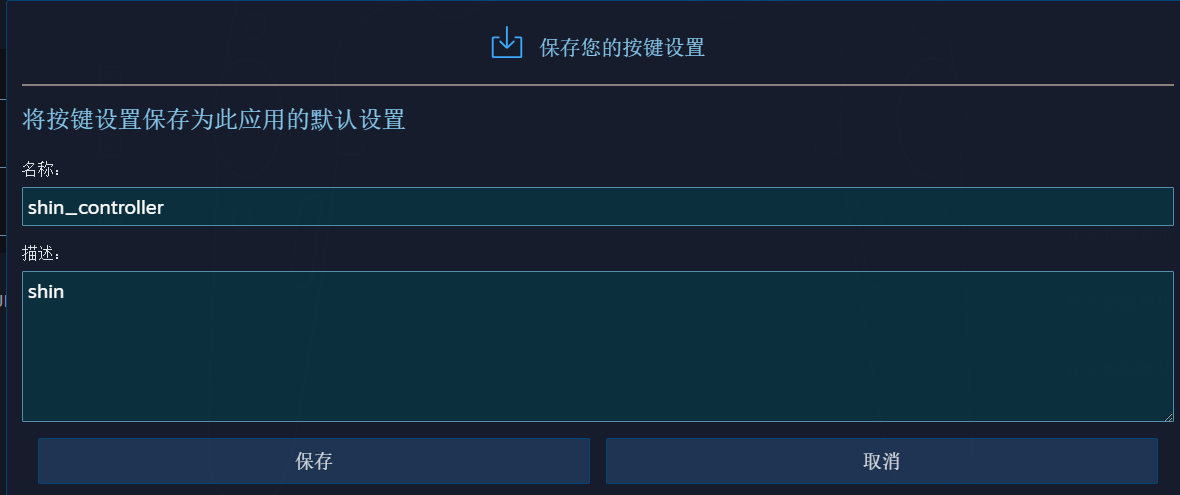 保存您的按键设置
将按键设置保存为此应用的默认设置
名称：
shin_controller
描述：
shin
保存
取消